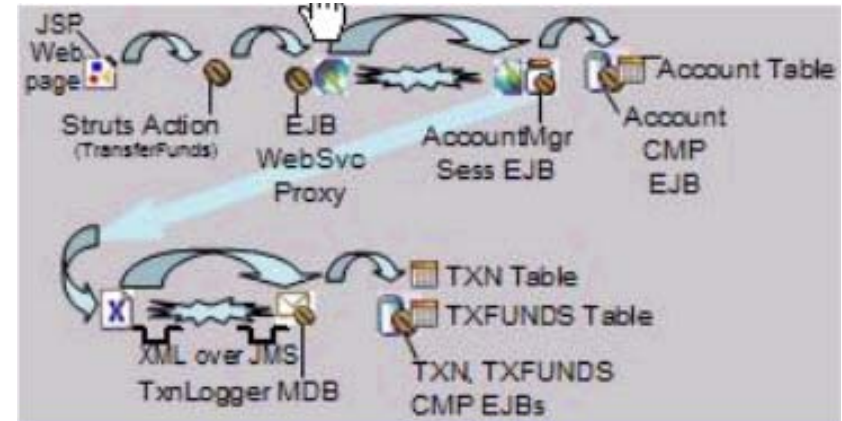 JSP
Web
page
Struts Action
(TransferFunds)
EJB
WebSvc
Proxy
AccountMgr
Sess EJB
Account Table
Account
CMP
EJB
X
XML over JMS
TxnLogger MDB
TXN Table
TXFUNDS Table
TXN, TXFUNDS
CMP EJBs